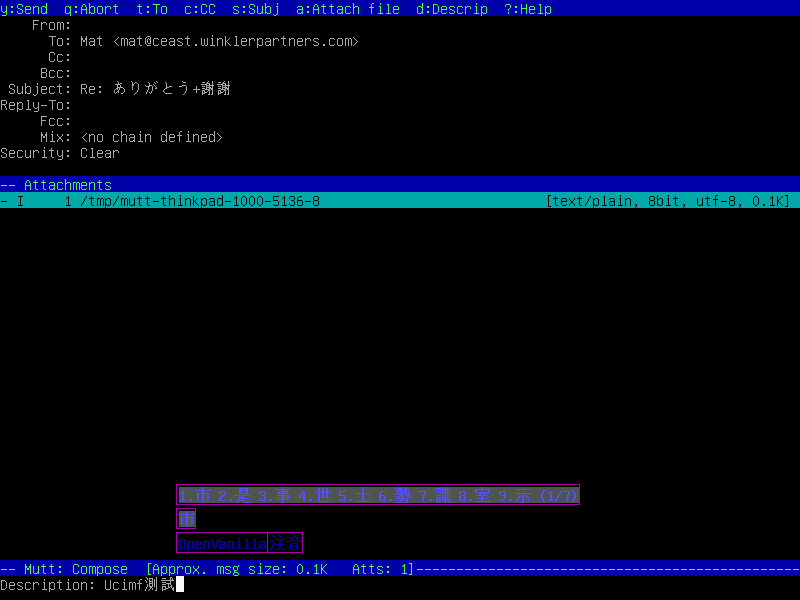 y:Send  q:Abort  t:To  c:CC  s:Subj  a:Attach file  d:Descrip  ?:Help
From:
To: Mat <mat@ceast.winklerpartners.com>
Cc:
Bcc:
Subject: Re: ありがとう+謝謝
Reply-To:
Fcc:
Mix: <no chain defined>
Security: Clear
-- Attachments
- I     1 /tmp/mutt-thinkpad-1000-5136-8     [text/plain, 8bit, utf-8, 0.1K]
1.市 2.是 3.事 4.世 5.士 6.勢 7.試 8.室 9.示 (1/7)
市
OpenVanilla 注音
-- Mutt: Compose  [Approx. msg size: 0.1K   Atts: 1]-------------------------------------------------
Description: Ucimf測試